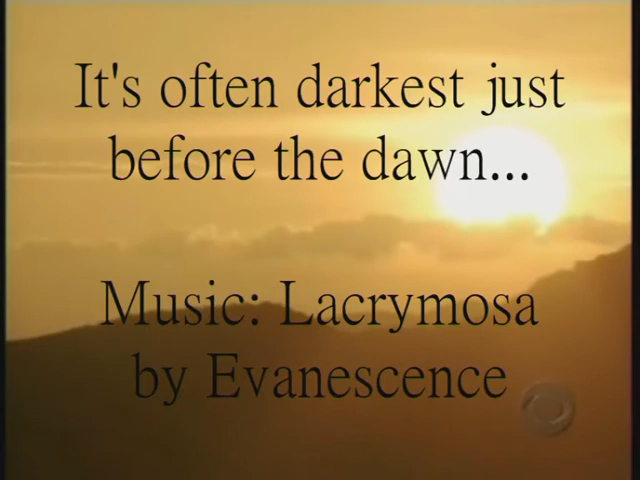 It's often darkest just
before the dawn...
Music: Lacrymosa
by Evanescence